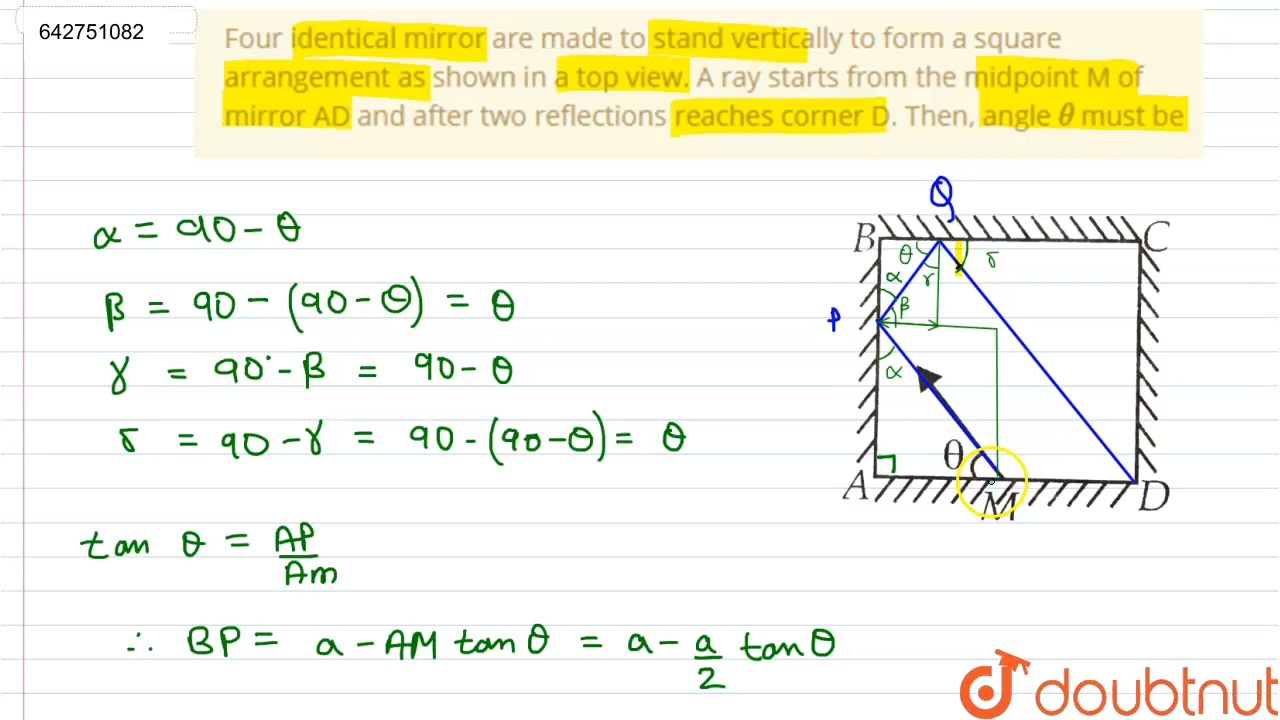 642751082
Four identical mirror are made to stand vertically to form a square
arrangement as shown in a top view. A ray starts from the midpoint M of
mirror AD and after two reflections reaches corner D. Then, angle θ must be
α = 90 - θ
β = 90 - (90 - θ) = θ
γ = 90° - β = 90 - θ
δ = 90 - γ = 90 - (90 - θ) = θ
tan θ = AP/Am
∴ BP = a - AM tan θ = a - a/2 tan θ
Q
B
C
θ
γ
δ
α
P
β
α
θ
A
M
D
doubtnut